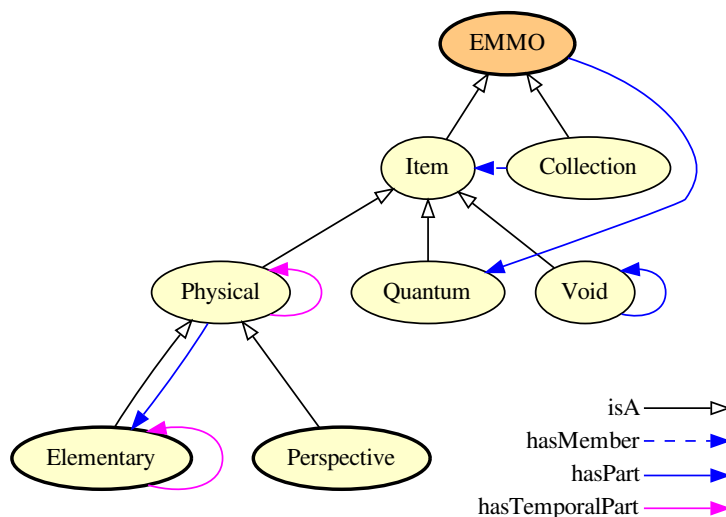 EMMO
Item
Collection
Physical
Quantum
Void
Elementary
Perspective
isA
hasMember
hasPart
hasTemporalPart